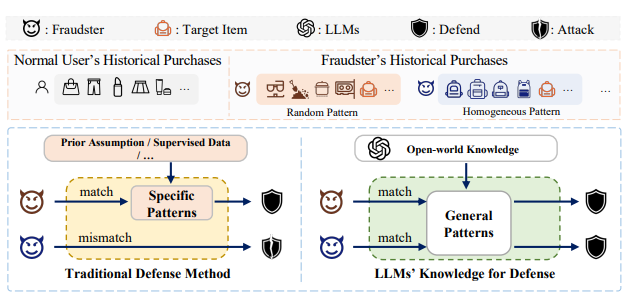 : Fraudster : Target Item : LLMs : Defend : Attack
Normal User's Historical Purchases
Fraudster's Historical Purchases
...
...
...
...
Random Pattern
Homogeneous Pattern
Prior Assumption / Supervised Data
/ ...
match
Specific
Patterns
mismatch
Traditional Defense Method
Open-world Knowledge
match
General
Patterns
match
LLMs' Knowledge for Defense